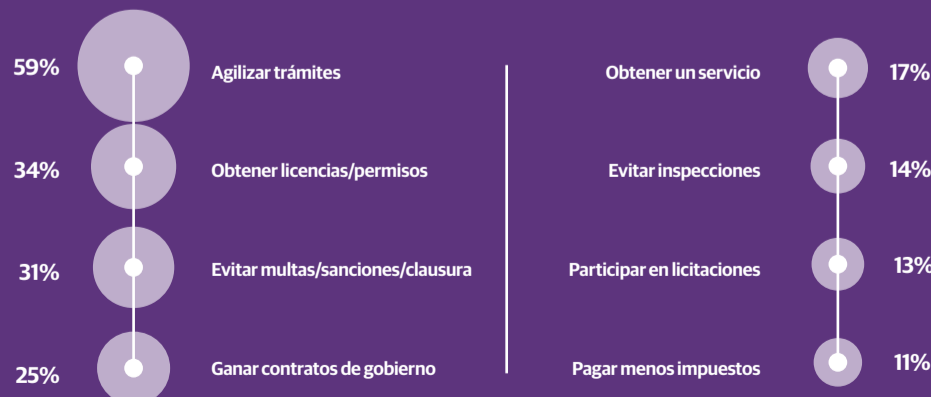 59% Agilizar trámites
34% Obtener licencias/permisos
31% Evitar multas/sanciones/clausura
25% Ganar contratos de gobierno
Obtener un servicio 17%
Evitar inspecciones 14%
Participar en licitaciones 13%
Pagar menos impuestos 11%